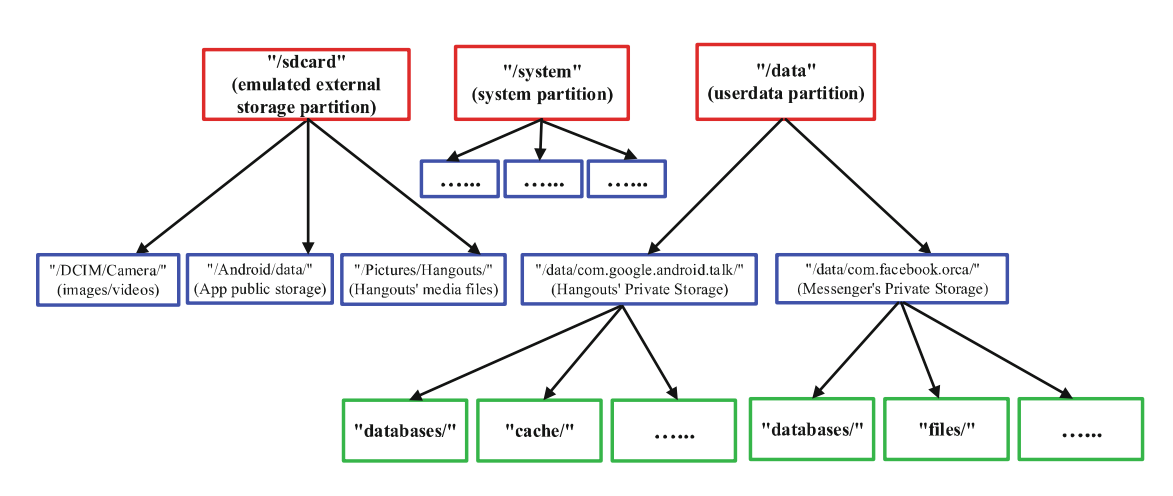 "/sdcard"
(emulated external
storage partition)
"/system"
(system partition)
"/data"
(userdata partition)
…...
…...
…...
"/DCIM/Camera/"
(images/videos)
"/Android/data/"
(App public storage)
"/Pictures/Hangouts/"
(Hangouts' media files)
"/data/com.google.android.talk/"
(Hangouts' Private Storage)
"/data/com.facebook.orca/"
(Messenger's Private Storage)
"databases/"
"cache/"
…...
"databases/"
"files/"
…...